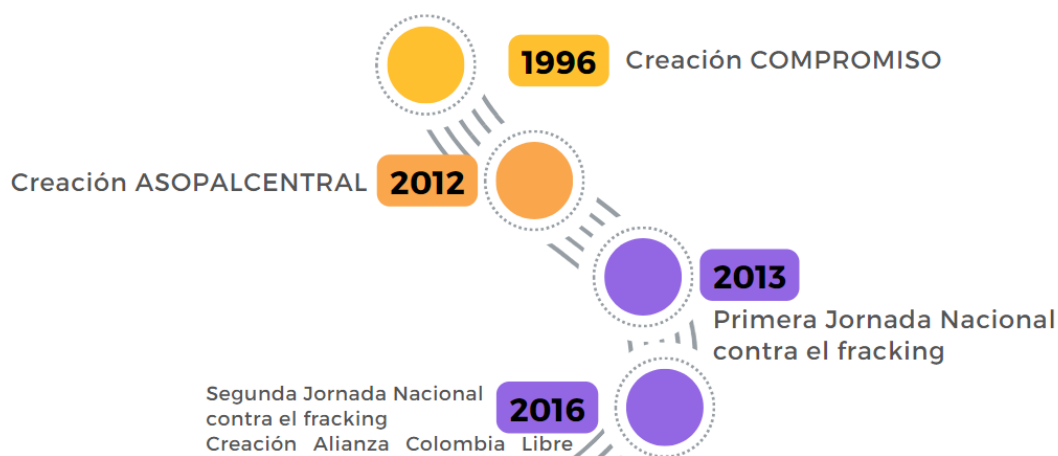 1996 Creación COMPROMISO
Creación ASOPALCENTRAL 2012
2013
Primera Jornada Nacional
contra el fracking
2016
Segunda Jornada Nacional
contra el fracking
Creación Alianza Colombia Libre